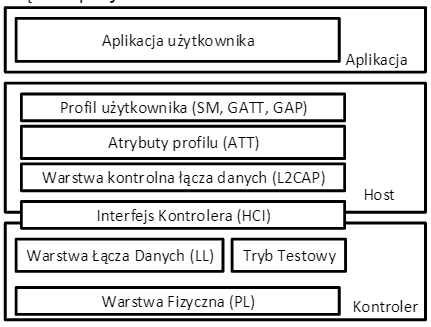 Aplikacja użytkownika
Aplikacja
Profil użytkownika (SM, GATT, GAP)
Atrybuty profilu (ATT)
Warstwa kontrolna łącza danych (L2CAP)
Host
Interfejs Kontrolera (HCI)
Warstwa Łącza Danych (LL)
Tryb Testowy
Warstwa Fizyczna (PL)
Kontroler